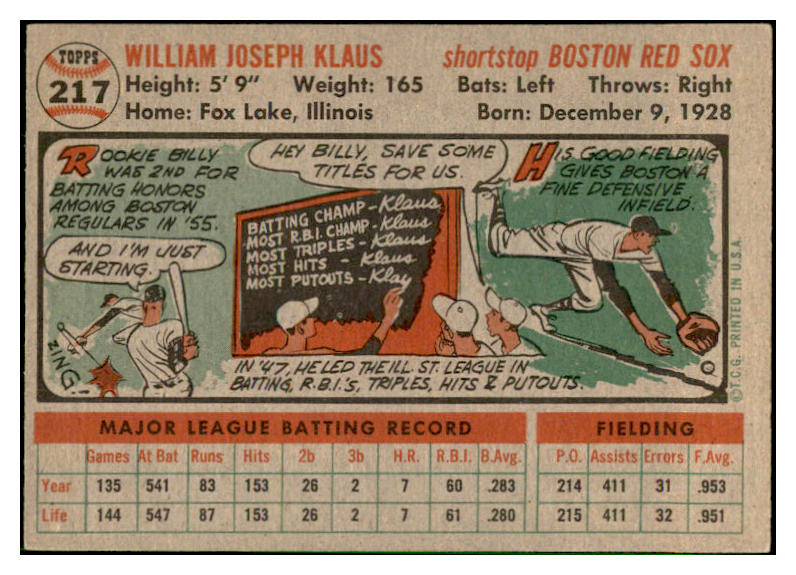 TOPPS
217
WILLIAM JOSEPH KLAUS shortstop BOSTON RED SOX
Height: 5' 9" Weight: 165 Bats: Left Throws: Right
Home: Fox Lake, Illinois Born: December 9, 1928
ROOKIE BILLY
WAS 2ND FOR
BATTING HONORS
AMONG BOSTON
REGULARS IN '55.
AND I'M JUST
STARTING.
ZING
HEY BILLY, SAVE SOME
TITLES FOR US.
BATTING CHAMP - Klaus
MOST R.B.I. CHAMP. - Klaus
MOST TRIPLES - Klaus
MOST HITS - Klaus
MOST PUTOUTS - Klau
IN '47, HE LED THE ILL. ST. LEAGUE IN
BATTING, R.B.I.'S, TRIPLES, HITS & PUTOUTS.
HIS GOOD FIELDING
GIVES BOSTON A
FINE DEFENSIVE
INFIELD.
© T.C.G. PRINTED IN U.S.A.
MAJOR LEAGUE BATTING RECORD FIELDING
Games At Bat Runs Hits 2b 3b H.R. R.B.I. B.Avg. P.O. Assists Errors F.Avg.
Year 135 541 83 153 26 2 7 60 .283 214 411 31 .953
Life 144 547 87 153 26 2 7 61 .280 215 411 32 .951